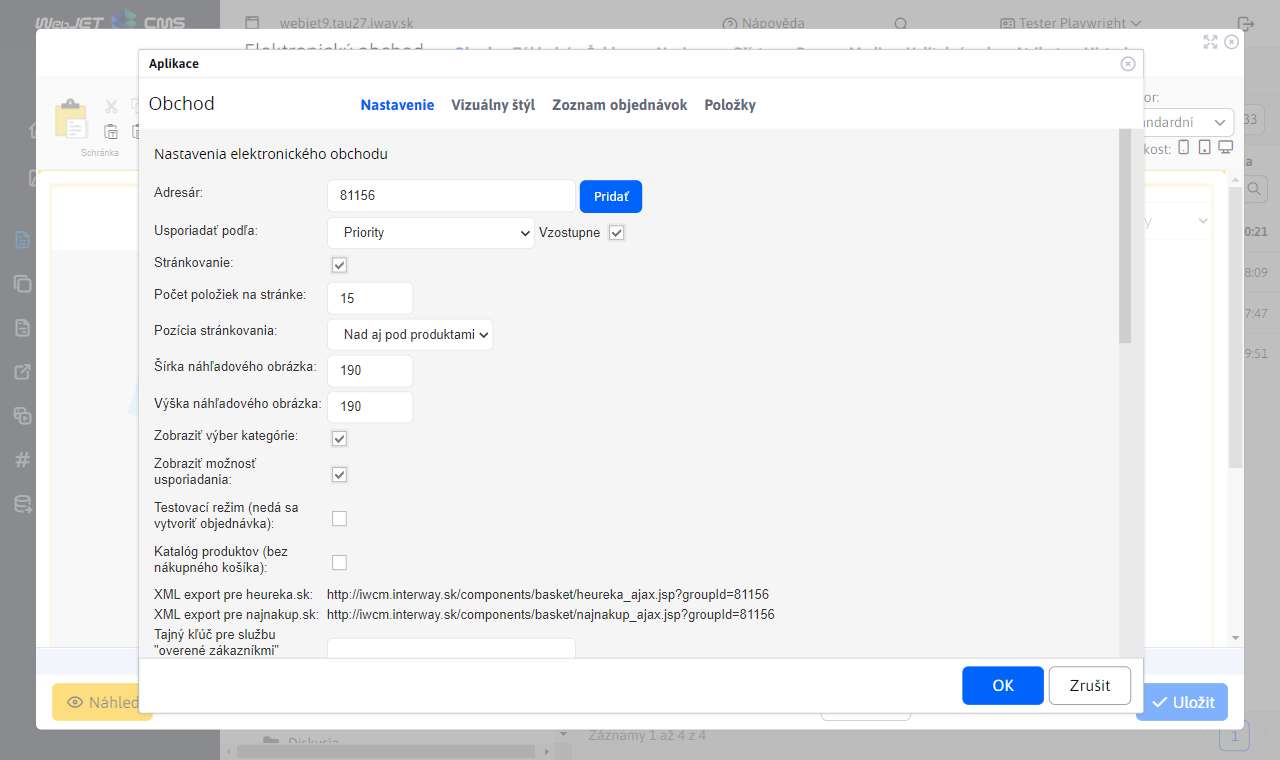 WebJET CMS
webjet9.tau27.iway.sk
Nápověda
Tester Playwright
Aplikace
Obchod
Nastavenie
Vizuálny štýl
Zoznam objednávok
Položky
Schránka
Nastavenia elektronického obchodu
Adresár:
81156
Pridať
Usporiadať podľa:
Priority
Vzostupne
Stránkovanie:
Počet položiek na stránke:
15
Pozícia stránkovania:
Nad aj pod produktami
Šírka náhľadového obrázka:
190
Výška náhľadového obrázka:
190
Zobraziť výber kategórie:
Zobraziť možnosť
usporiadania:
Testovací režim (nedá sa
vytvoriť objednávka):
Katalóg produktov (bez
nákupného košíka):
XML export pre heureka.sk:
http://iwcm.interway.sk/components/basket/heureka_ajax.jsp?groupId=81156
XML export pre najnakup.sk:
http://iwcm.interway.sk/components/basket/najnakup_ajax.jsp?groupId=81156
Tajný kľúč pre službu
"overené zákazníkmi"
OK
Zrušit
Náhled
Uložit
Záznamy 1 až 4 z 4
1